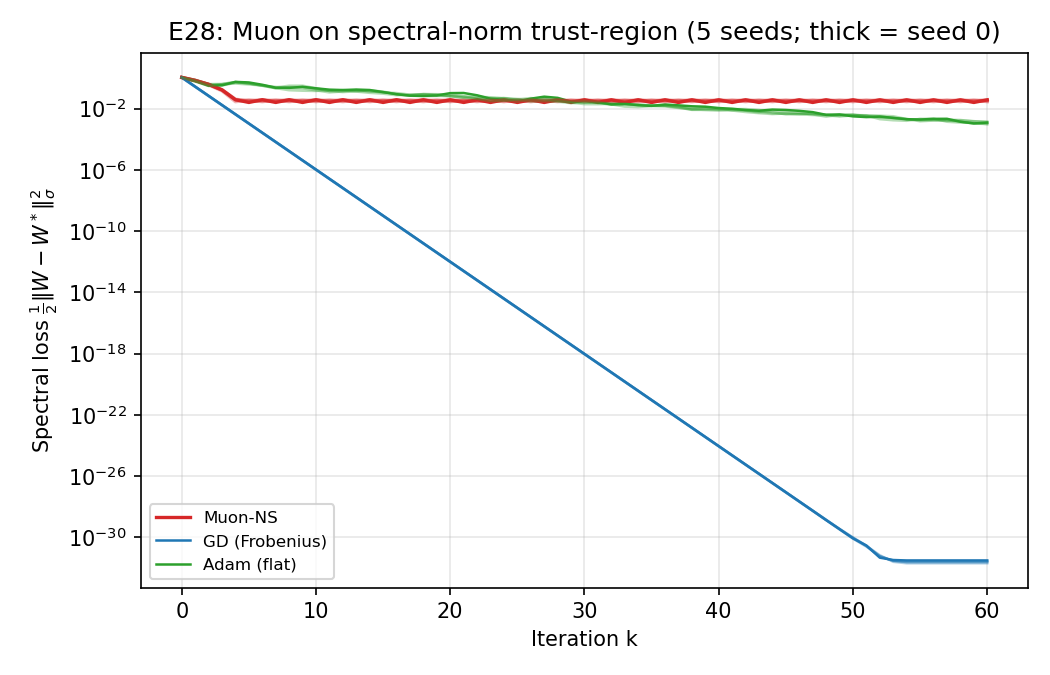 E28: Muon on spectral-norm trust-region (5 seeds; thick = seed 0)
Spectral loss ½‖W − W*‖²_σ
10⁻²
10⁻⁶
10⁻¹⁰
10⁻¹⁴
10⁻¹⁸
10⁻²²
10⁻²⁶
10⁻³⁰
Muon-NS
GD (Frobenius)
Adam (flat)
0 10 20 30 40 50 60
Iteration k